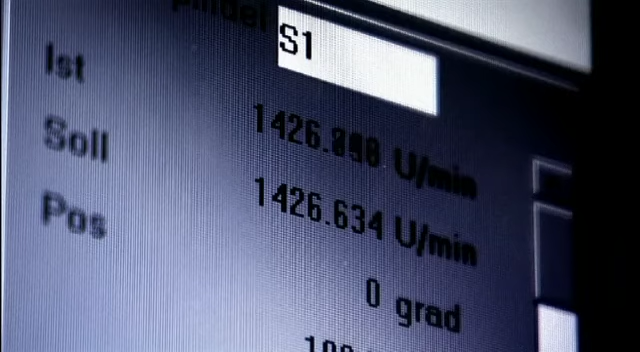 S1
Ist
1426.898 U/min
Soll
1426.634 U/min
Pos
0 grad